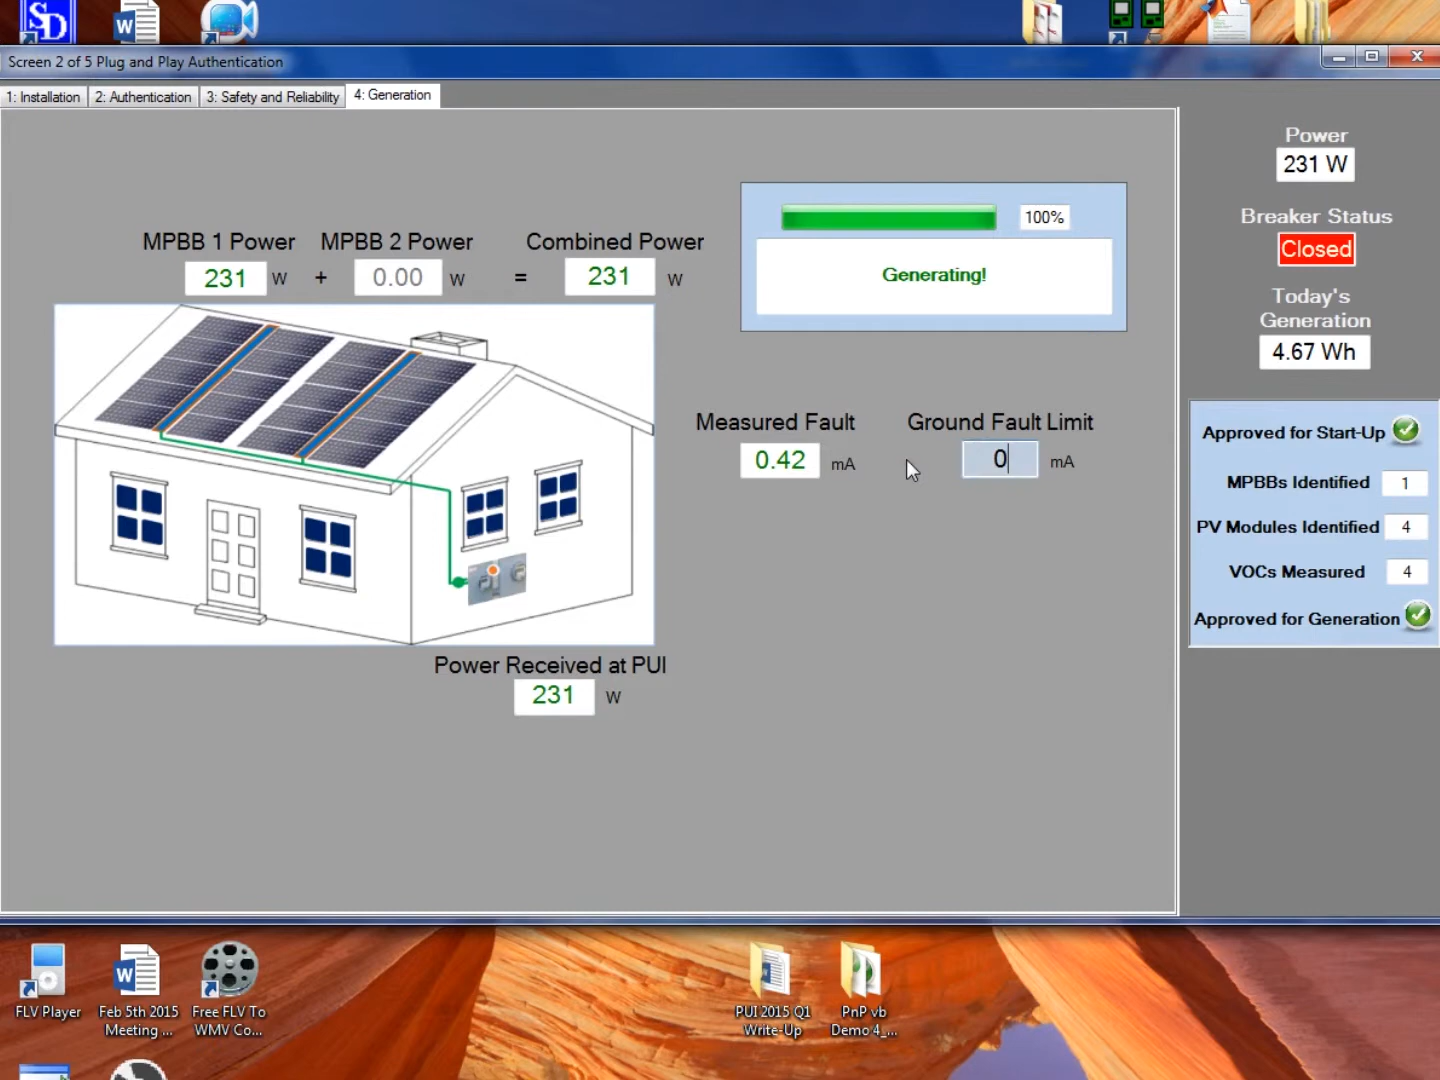 SD
W
Screen 2 of 5 Plug and Play Authentication
1: Installation
2: Authentication
3: Safety and Reliability
4: Generation
Power
231 W
Breaker Status
Closed
Today's
Generation
4.67 Wh
MPBB 1 Power
MPBB 2 Power
Combined Power
231 W + 0.00 W = 231 W
100%
Generating!
Measured Fault
Ground Fault Limit
0.42 mA
0 mA
Approved for Start-Up
MPBBs Identified 1
PV Modules Identified 4
VOCs Measured 4
Approved for Generation
Power Received at PUI
231 W
W
FLV Player
Feb 5th 2015
Meeting ...
Free FLV To
WMV Co...
PUI 2015 Q1
Write-Up
PnP vb
Demo 4_...